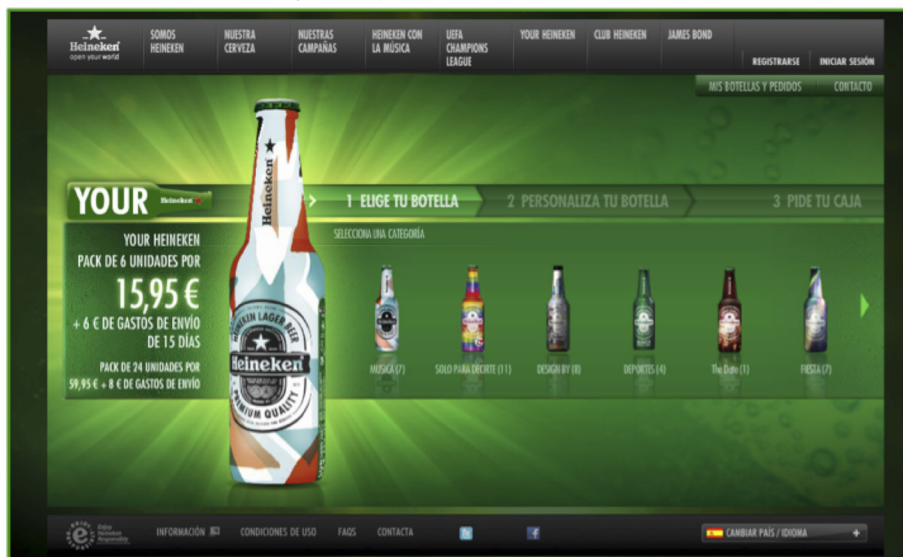 Heineken
open your world
SOMOS
HEINEKEN
NUESTRA
CERVEZA
NUESTRAS
CAMPAÑAS
HEINEKEN CON
LA MÚSICA
UEFA
CHAMPIONS
LEAGUE
YOUR HEINEKEN
CLUB HEINEKEN
JAMES BOND
REGISTRARSE
INICIAR SESIÓN
MIS BOTELLAS Y PEDIDOS
CONTACTO
YOUR
Heineken
1 ELIGE TU BOTELLA
2 PERSONALIZA TU BOTELLA
3 PIDE TU CAJA
SELECCIONA UNA CATEGORÍA
YOUR HEINEKEN
PACK DE 6 UNIDADES POR
15,95 €
+ 6 € DE GASTOS DE ENVÍO
DE 15 DÍAS
PACK DE 24 UNIDADES POR
59,95 € + 8 € DE GASTOS DE ENVÍO
Heineken
HEINEKEN LAGER BEER
Heineken
PREMIUM QUALITY
MUSICA (7)
SOLO PARA DECIRTE (11)
DESIGN BY (8)
DEPORTES (4)
The Date (1)
FIESTA (7)
Enjoy
Heineken
Responsibly
INFORMACIÓN
CONDICIONES DE USO
FAQS
CONTACTA
CAMBIAR PAÍS / IDIOMA